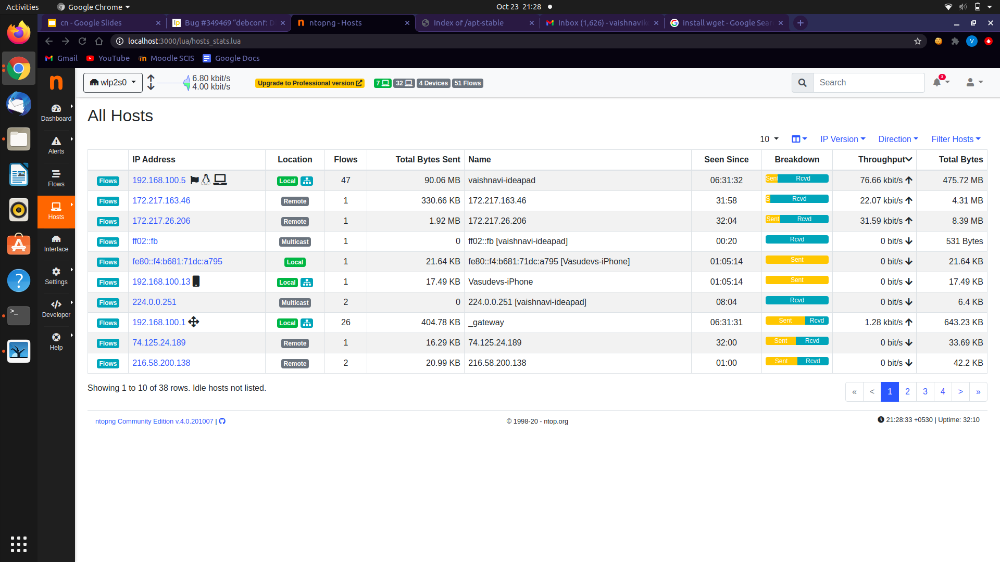 Activities Google Chrome Oct 23 21:28
cn - Google Slides Bug #349469 “debconf: D ntopng - Hosts Index of /apt-stable Inbox (1,626) - vaishnavik install wget - Google Sear
localhost:3000/lua/hosts_stats.lua V
Gmail YouTube Moodle SCIS Google Docs
wlp2s0 6.80 kbit/s
4.00 kbit/s
Upgrade to Professional version 7 32 4 Devices 51 Flows Search 3
Dashboard
Alerts
Flows
Hosts
Interface
Settings
Developer
Help
All Hosts
10 IP Version Direction Filter Hosts
IP Address Location Flows Total Bytes Sent Name Seen Since Breakdown Throughput Total Bytes
Flows 192.168.100.5 Local 47 90.06 MB vaishnavi-ideapad 06:31:32 Sent Rcvd 76.66 kbit/s 475.72 MB
Flows 172.217.163.46 Remote 1 330.66 KB 172.217.163.46 31:58 S Rcvd 22.07 kbit/s 4.31 MB
Flows 172.217.26.206 Remote 1 1.92 MB 172.217.26.206 32:04 Sent Rcvd 31.59 kbit/s 8.39 MB
Flows ff02::fb Multicast 1 0 ff02::fb [vaishnavi-ideapad] 00:20 Rcvd 0 bit/s 531 Bytes
Flows fe80::f4:b681:71dc:a795 Local 1 21.64 KB fe80::f4:b681:71dc:a795 [Vasudevs-iPhone] 01:05:14 Sent 0 bit/s 21.64 KB
Flows 192.168.100.13 Local 1 17.49 KB Vasudevs-iPhone 01:05:14 Sent 0 bit/s 17.49 KB
Flows 224.0.0.251 Multicast 2 0 224.0.0.251 [vaishnavi-ideapad] 08:04 Rcvd 0 bit/s 6.4 KB
Flows 192.168.100.1 Local 26 404.78 KB _gateway 06:31:31 Sent Rcvd 1.28 kbit/s 643.23 KB
Flows 74.125.24.189 Remote 1 16.29 KB 74.125.24.189 32:00 Sent Rcvd 0 bit/s 33.69 KB
Flows 216.58.200.138 Remote 2 20.99 KB 216.58.200.138 01:00 Sent Rcvd 0 bit/s 42.2 KB
Showing 1 to 10 of 38 rows. Idle hosts not listed. « < 1 2 3 4 > »
ntopng Community Edition v.4.0.201007 | © 1998-20 - ntop.org 21:28:33 +0530 | Uptime: 32:10